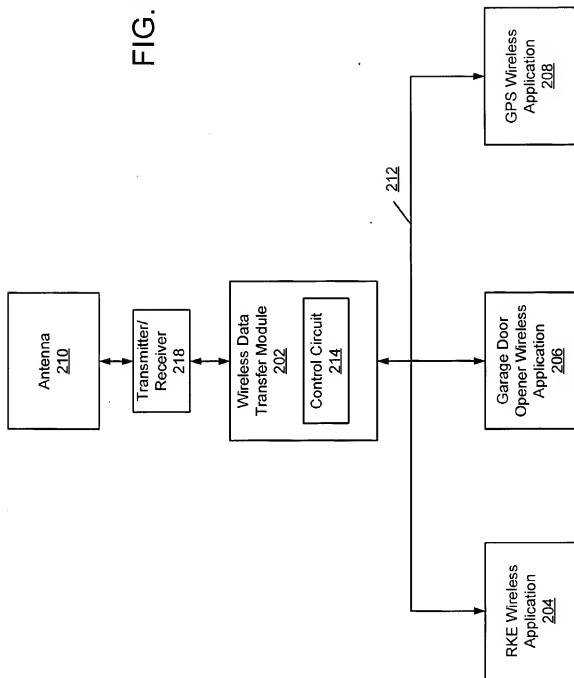 FIG.
Antenna
210
Transmitter/
Receiver
218
Wireless Data
Transfer Module
202
Control Circuit
214
212
RKE Wireless
Application
204
Garage Door
Opener Wireless
Application
206
GPS Wireless
Application
208